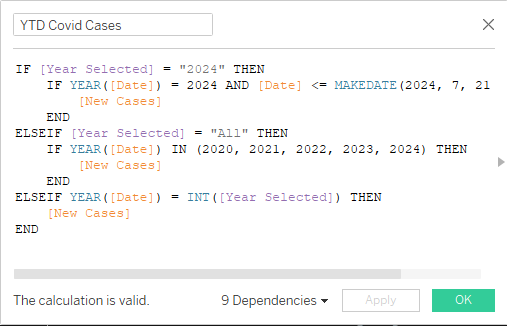 YTD Covid Cases
IF [Year Selected] = "2024" THEN
    IF YEAR([Date]) = 2024 AND [Date] <= MAKEDATE(2024, 7, 21
        [New Cases]
    END
ELSEIF [Year Selected] = "All" THEN
    IF YEAR([Date]) IN (2020, 2021, 2022, 2023, 2024) THEN
        [New Cases]
    END
ELSEIF YEAR([Date]) = INT([Year Selected]) THEN
    [New Cases]
END
The calculation is valid. 9 Dependencies Apply OK